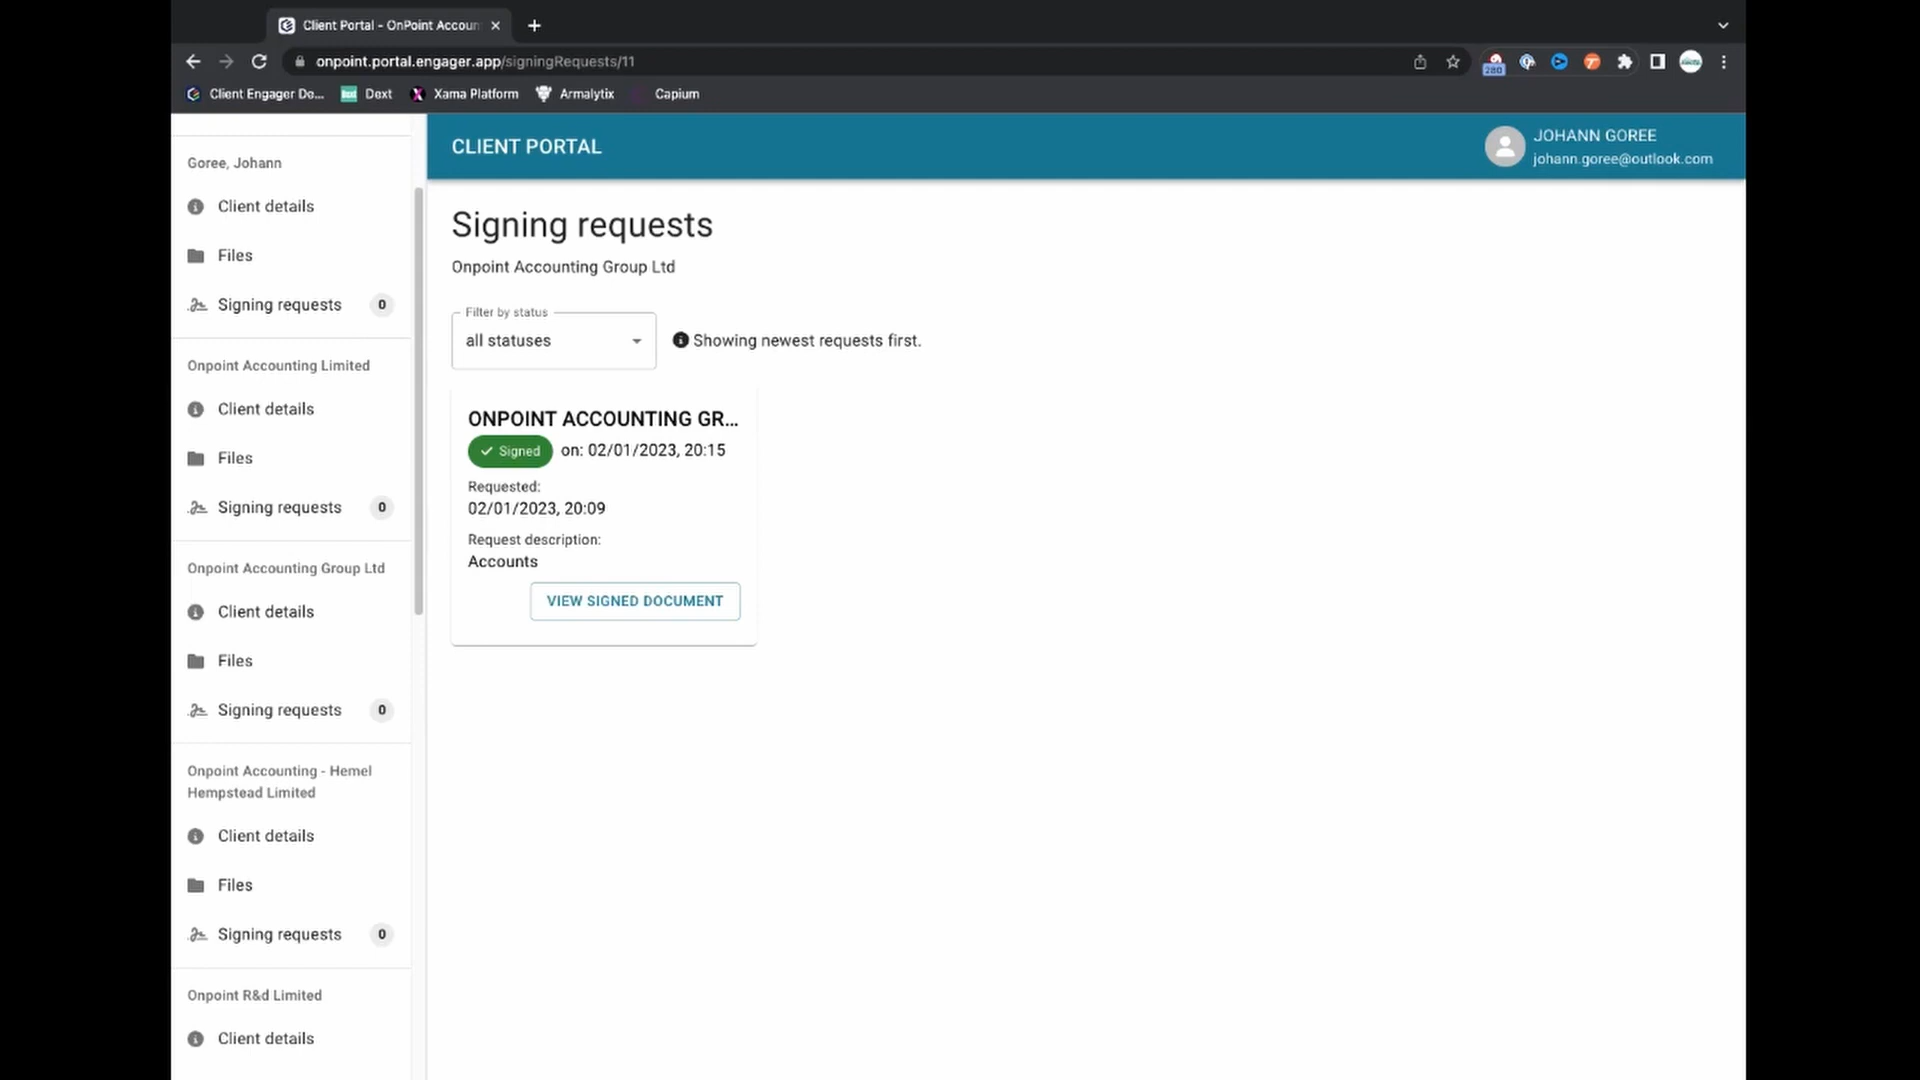 Client Portal - OnPoint Accoun
onpoint.portal.engager.app/signingRequests/11
280
Client Engager De...
Dext
Xama Platform
Armalytix
Capium
Goree, Johann
Client details
Files
Signing requests 0
Onpoint Accounting Limited
Client details
Files
Signing requests 0
Onpoint Accounting Group Ltd
Client details
Files
Signing requests 0
Onpoint Accounting - Hemel
Hempstead Limited
Client details
Files
Signing requests 0
Onpoint R&d Limited
Client details
CLIENT PORTAL
JOHANN GOREE
johann.goree@outlook.com
Signing requests
Onpoint Accounting Group Ltd
Filter by status
all statuses
Showing newest requests first.
ONPOINT ACCOUNTING GR...
Signed on: 02/01/2023, 20:15
Requested:
02/01/2023, 20:09
Request description:
Accounts
VIEW SIGNED DOCUMENT